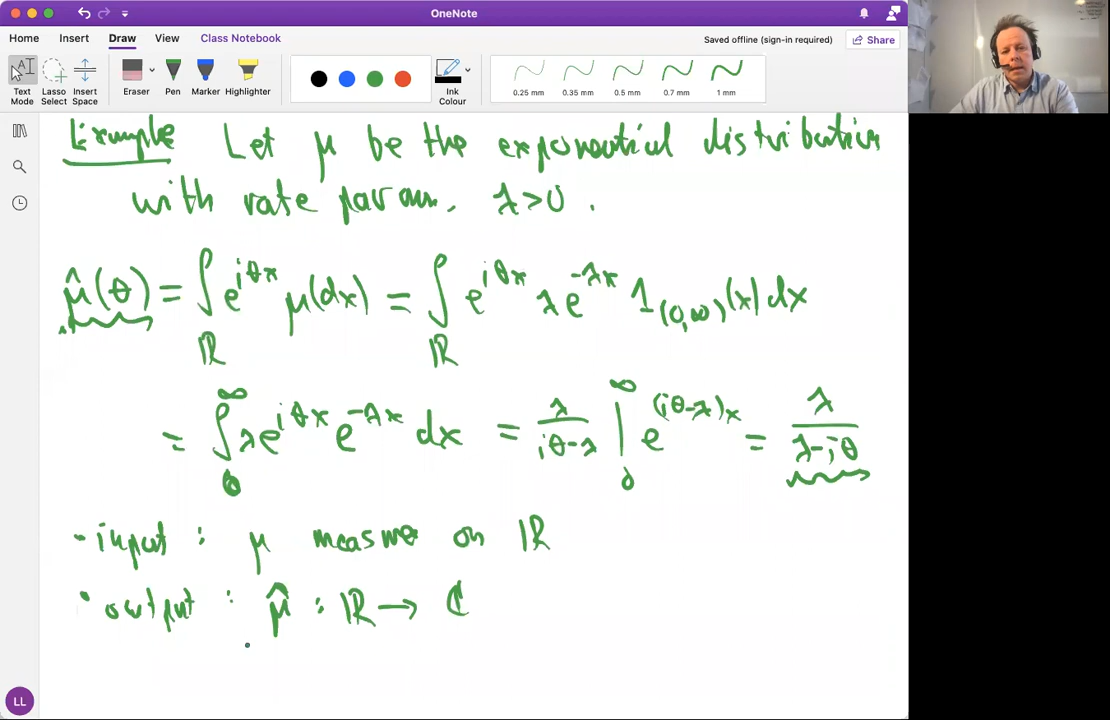 OneNote
Home Insert Draw View Class Notebook
Saved offline (sign-in required) Share
Text Mode Lasso Select Insert Space Eraser Pen Marker Highlighter Ink Colour 0.25 mm 0.35 mm 0.5 mm 0.7 mm 1 mm
Example Let μ be the exponential distribution
with rate param. λ>0 .
μ̂(θ) = ∫_ℝ e^{iθx} μ(dx) = ∫_ℝ e^{iθx} λe^{-λx} 1_{(0,∞)}(x) dx
= ∫_0^∞ λe^{iθx} e^{-λx} dx = λ/(iθ-λ) |_0^∞ e^{(iθ-λ)x} = λ/(λ-iθ)
- input : μ measure on ℝ
• output : μ̂ : ℝ → ℂ
LL